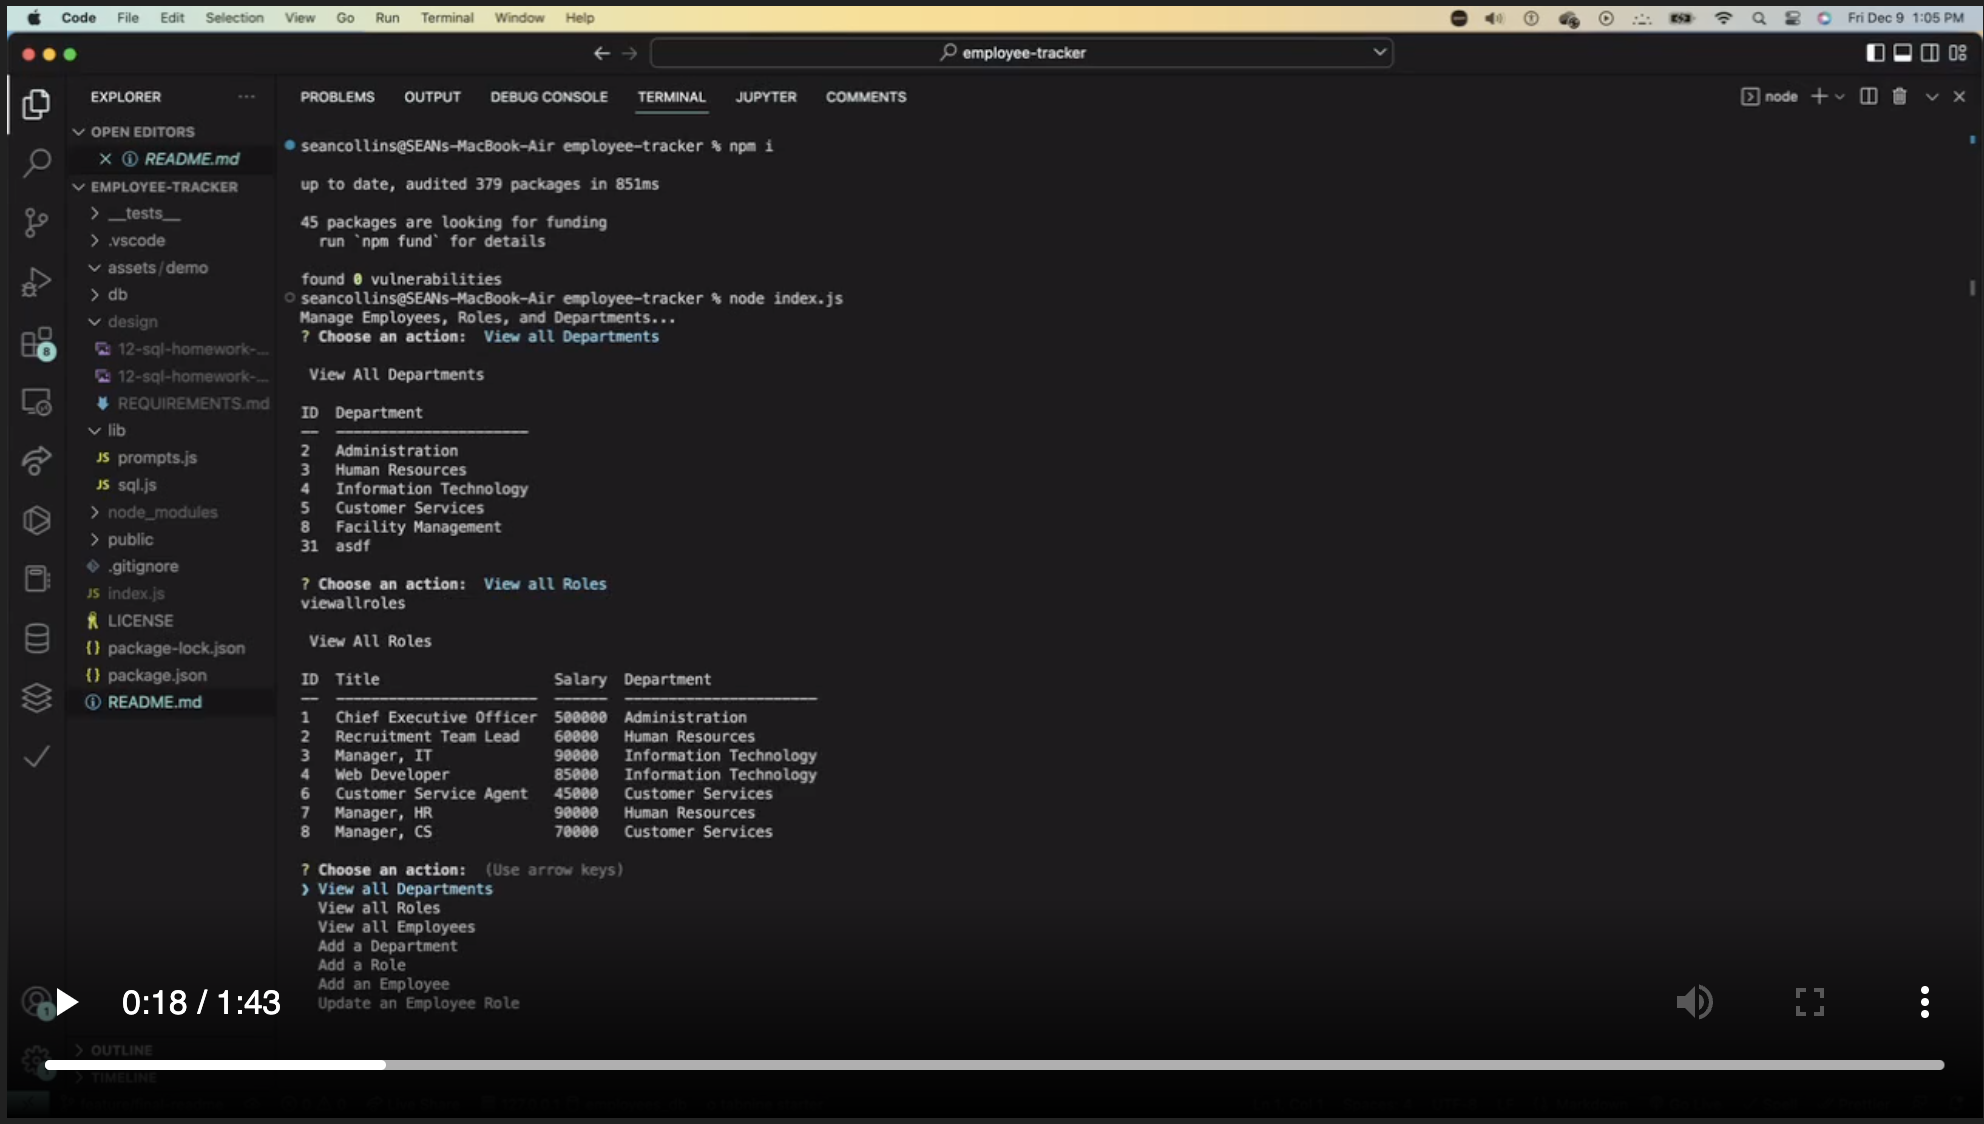 Code File Edit Selection View Go Run Terminal Window Help Fri Dec 9 1:05 PM
employee-tracker
EXPLORER
PROBLEMS OUTPUT DEBUG CONSOLE TERMINAL JUPYTER COMMENTS node
OPEN EDITORS
README.md
EMPLOYEE-TRACKER
__tests__
.vscode
assets/demo
db
design
12-sql-homework-...
12-sql-homework-...
REQUIREMENTS.md
lib
JS prompts.js
JS sql.js
node_modules
public
.gitignore
JS index.js
LICENSE
{} package-lock.json
{} package.json
README.md
8
1
OUTLINE
TIMELINE
seancollins@SEANs-MacBook-Air employee-tracker % npm i
up to date, audited 379 packages in 851ms
45 packages are looking for funding
run `npm fund` for details
found 0 vulnerabilities
seancollins@SEANs-MacBook-Air employee-tracker % node index.js
Manage Employees, Roles, and Departments...
? Choose an action: View all Departments
View All Departments
ID Department
2 Administration
3 Human Resources
4 Information Technology
5 Customer Services
8 Facility Management
31 asdf
? Choose an action: View all Roles
viewallroles
View All Roles
ID Title Salary Department
1 Chief Executive Officer 500000 Administration
2 Recruitment Team Lead 60000 Human Resources
3 Manager, IT 90000 Information Technology
4 Web Developer 85000 Information Technology
6 Customer Service Agent 45000 Customer Services
7 Manager, HR 90000 Human Resources
8 Manager, CS 70000 Customer Services
? Choose an action: (Use arrow keys)
❯ View all Departments
View all Roles
View all Employees
Add a Department
Add a Role
Add an Employee
Update an Employee Role
0:18 / 1:43